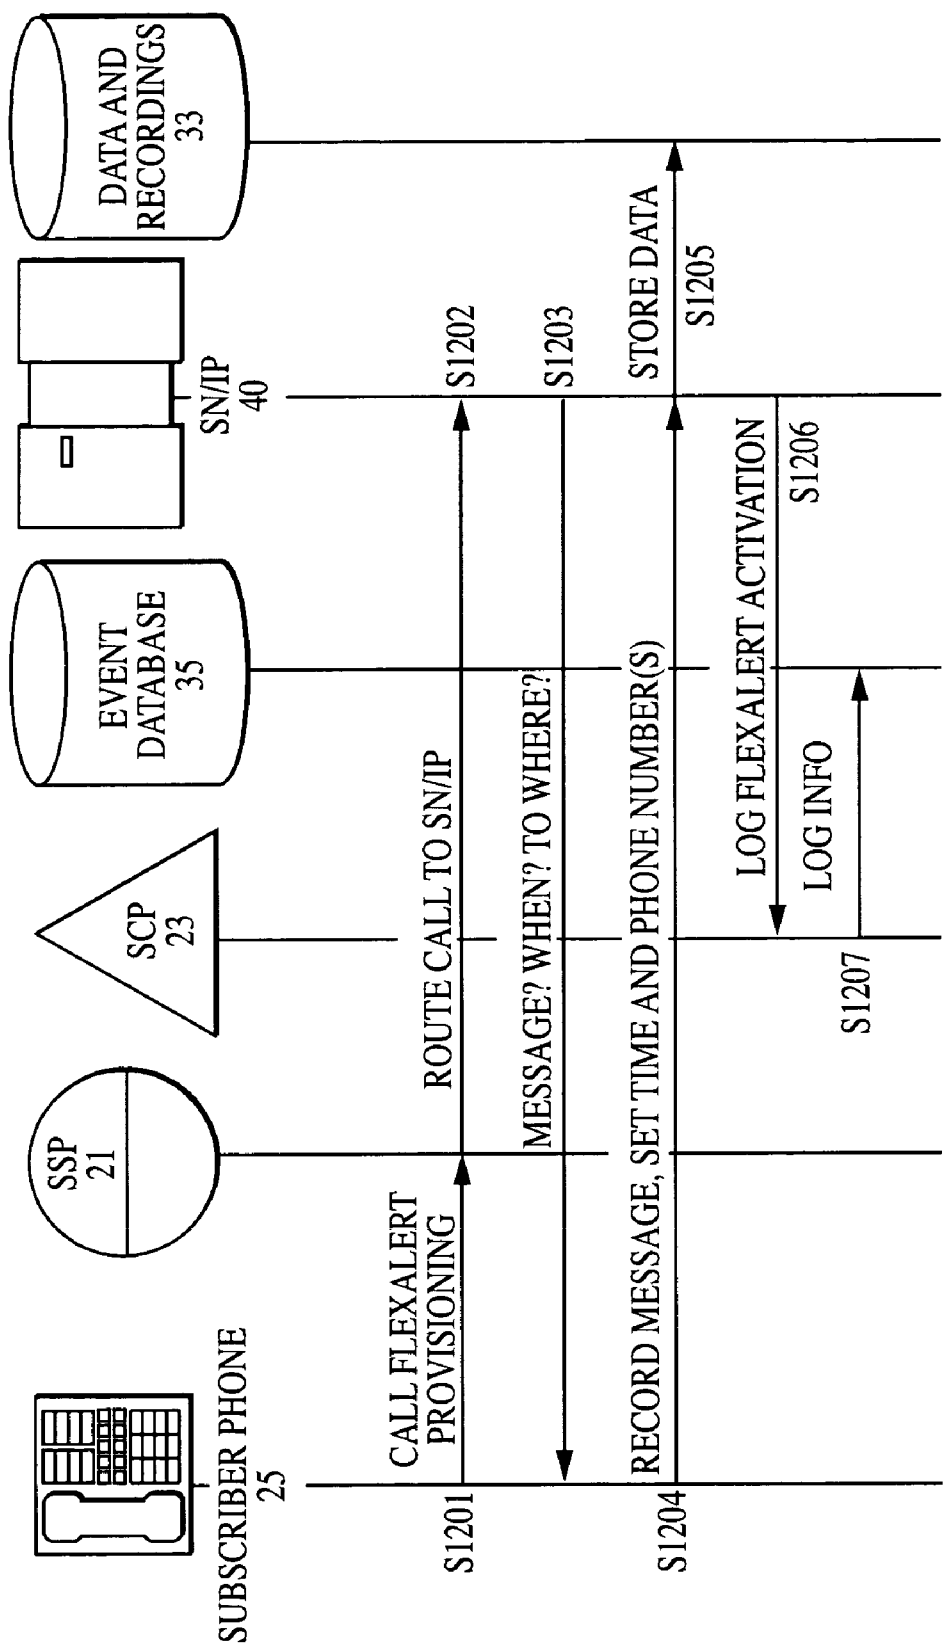 SUBSCRIBER PHONE
25
SSP
21
SCP
23
EVENT
DATABASE
35
SN/IP
40
DATA AND
RECORDINGS
33
S1201
CALL FLEXALERT
PROVISIONING
ROUTE CALL TO SN/IP
S1202
MESSAGE? WHEN? TO WHERE?
S1203
S1204
RECORD MESSAGE, SET TIME AND PHONE NUMBER(S)
STORE DATA
S1205
LOG FLEXALERT ACTIVATION
S1206
LOG INFO
S1207